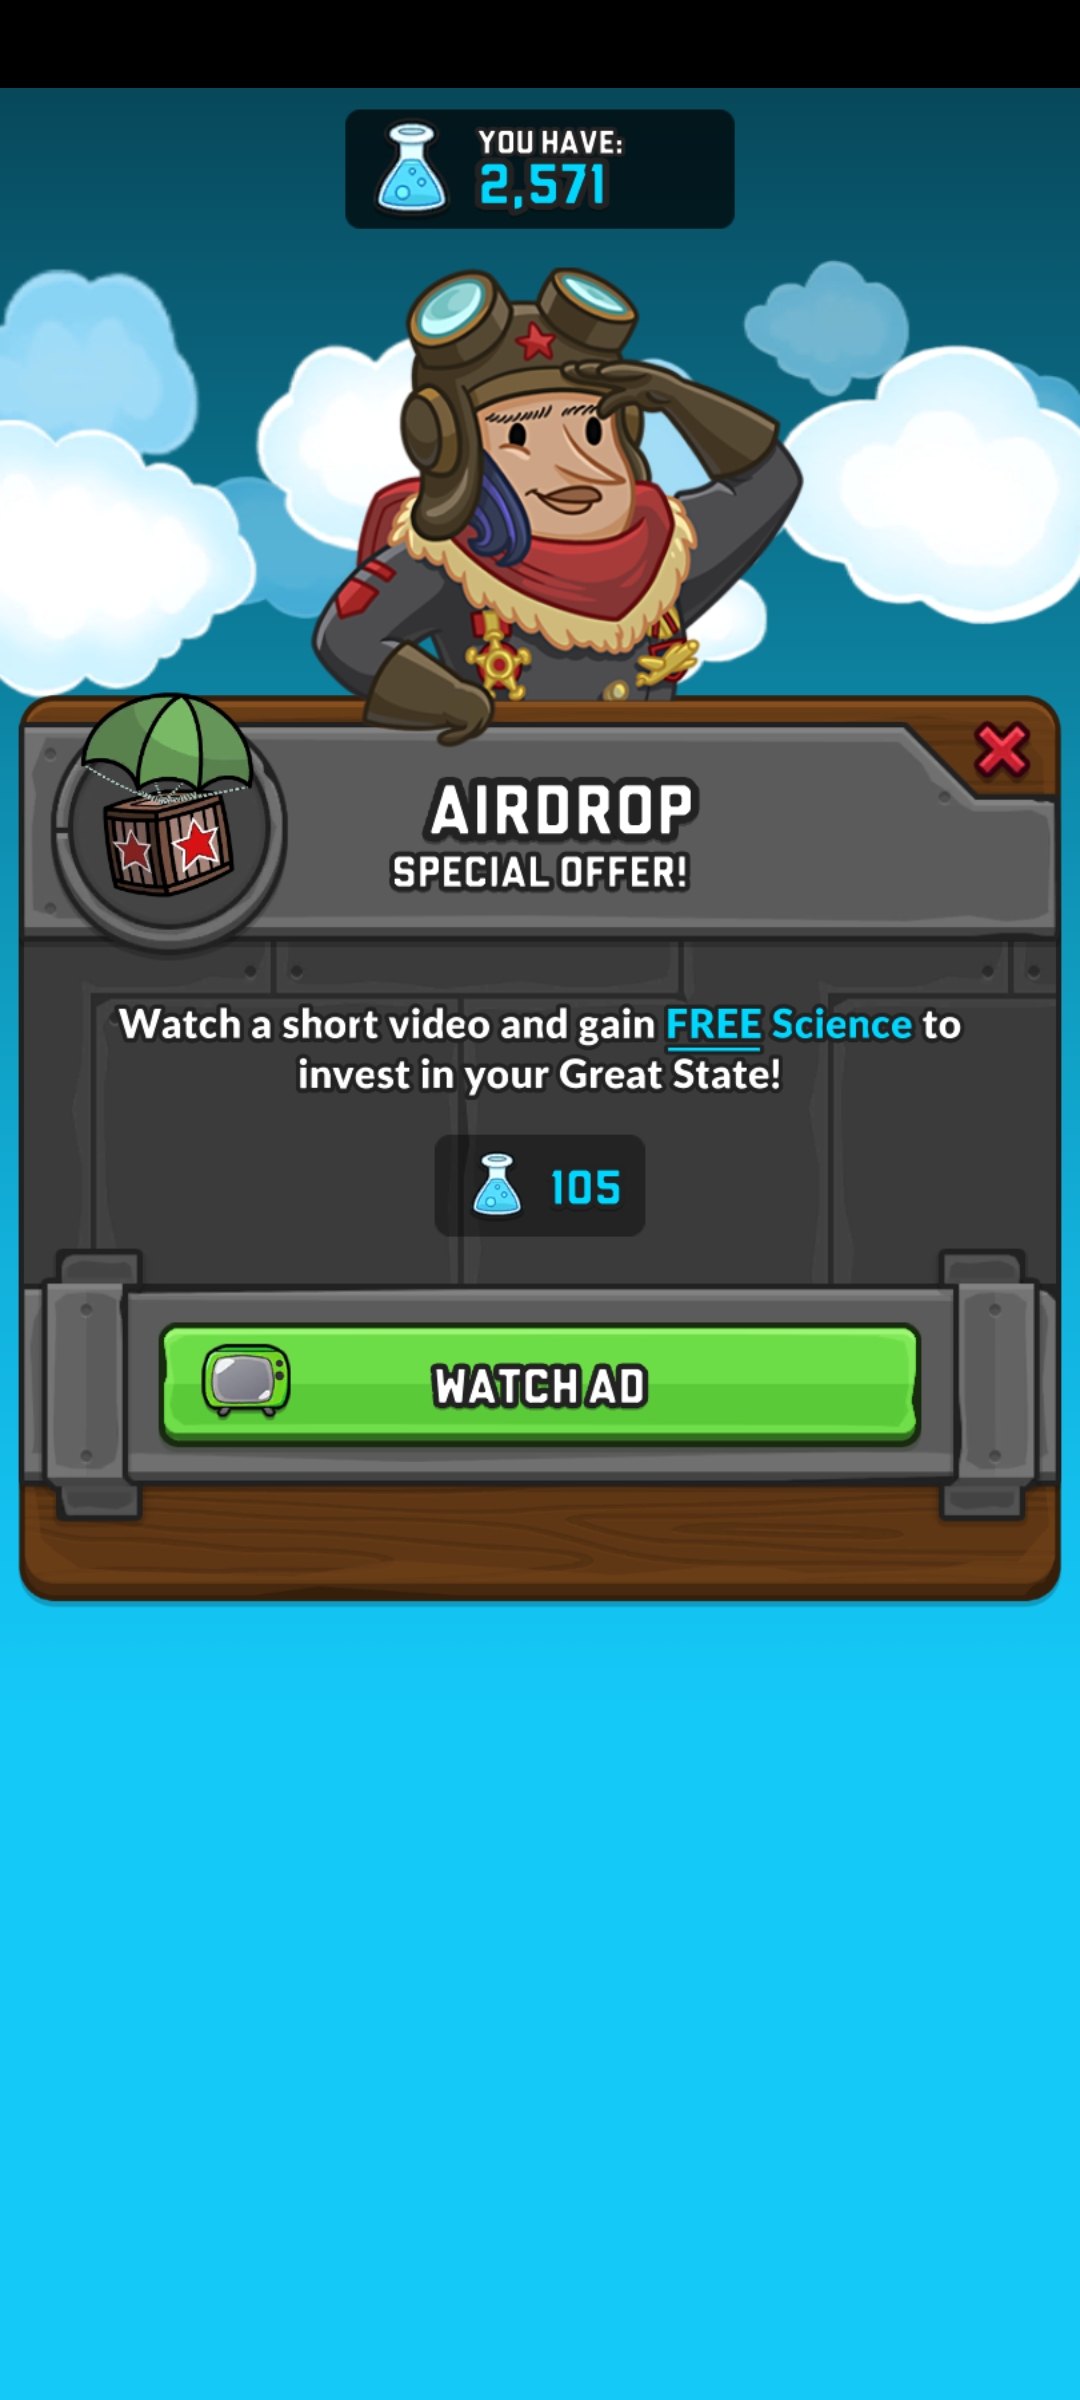 YOU HAVE:
2,571
AIRDROP
SPECIAL OFFER!
Watch a short video and gain FREE Science to
invest in your Great State!
105
WATCH AD